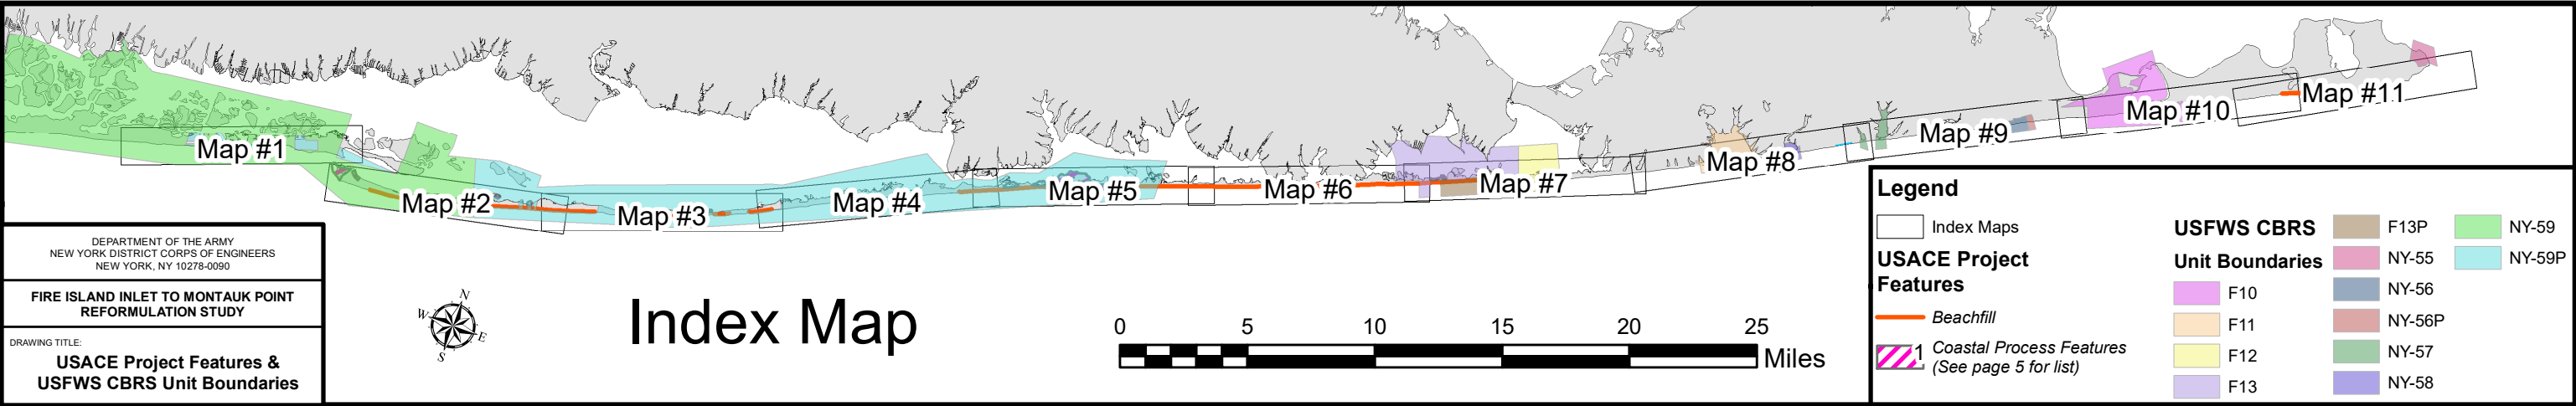 Map #1
Map #2
Map #3
Map #4
Map #5
Map #6
Map #7
Map #8
Map #9
Map #10
Map #11
DEPARTMENT OF THE ARMY
NEW YORK DISTRICT CORPS OF ENGINEERS
NEW YORK, NY 10278-0090
FIRE ISLAND INLET TO MONTAUK POINT
REFORMULATION STUDY
DRAWING TITLE:
USACE Project Features &
USFWS CBRS Unit Boundaries
N
W
E
S
Index Map
0 5 10 15 20 25
Miles
Legend
Index Maps
USACE Project
Features
Beachfill
1
Coastal Process Features
(See page 5 for list)
USFWS CBRS
Unit Boundaries
F10
F11
F12
F13
F13P
NY-55
NY-56
NY-56P
NY-57
NY-58
NY-59
NY-59P